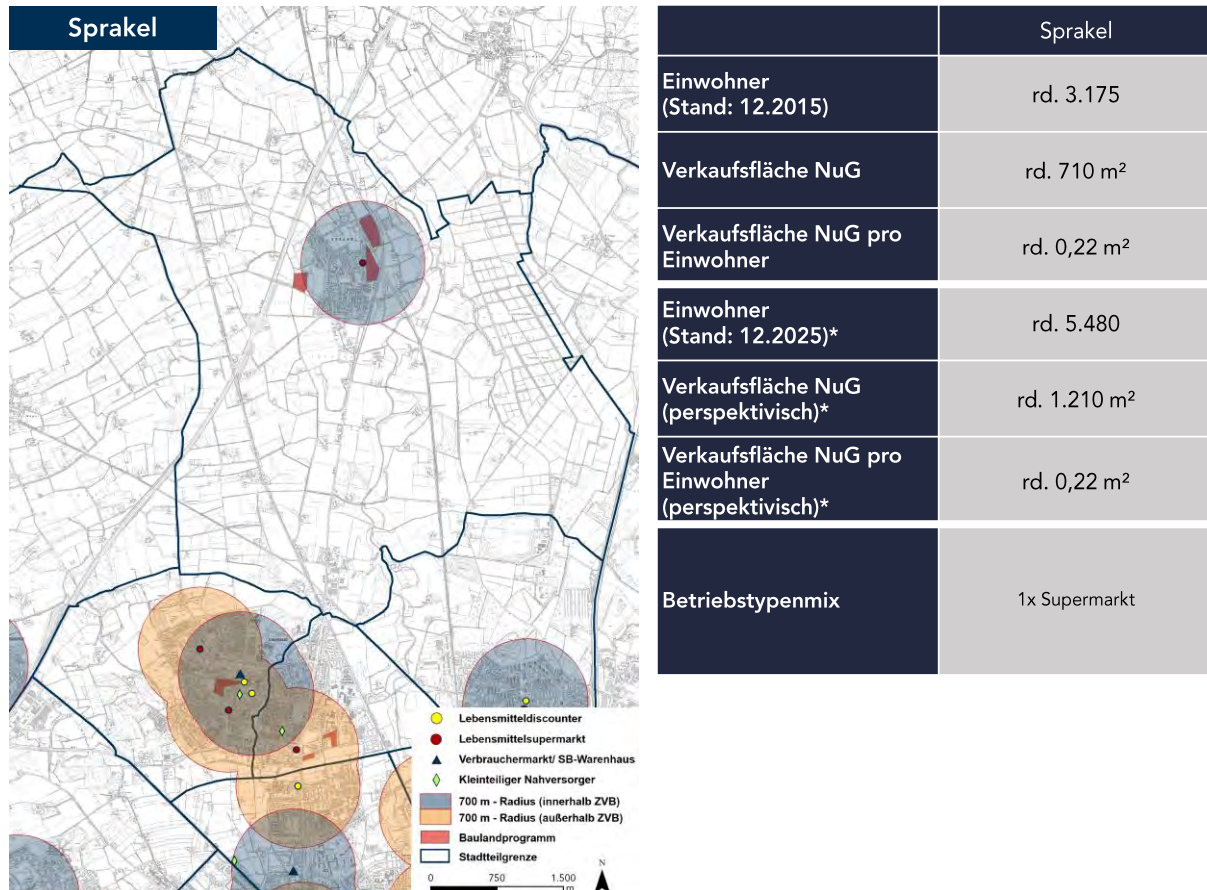 Sprakel
Sprakel
Einwohner
(Stand: 12.2015)
rd. 3.175
Verkaufsfläche NuG
rd. 710 m²
Verkaufsfläche NuG pro
Einwohner
rd. 0,22 m²
Einwohner
(Stand: 12.2025)*
rd. 5.480
Verkaufsfläche NuG
(perspektivisch)*
rd. 1.210 m²
Verkaufsfläche NuG pro
Einwohner
(perspektivisch)*
rd. 0,22 m²
Betriebstypenmix
1x Supermarkt
Lebensmitteldiscounter
Lebensmittelsupermarkt
Verbrauchermarkt/ SB-Warenhaus
Kleinteiliger Nahversorger
700 m - Radius (innerhalb ZVB)
700 m - Radius (außerhalb ZVB)
Baulandprogramm
Stadtteilgrenze
0 750 1.500
m
N